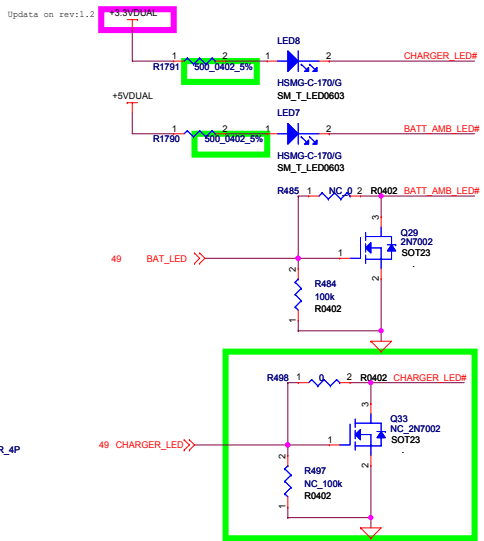 Updata on rev:1.2
+3.3VDUAL
LED8
1 2 1 2 CHARGER_LED#
R1791 500_0402_5%
HSMG-C-170/G
SM_T_LED0603
+5VDUAL
LED7
1 2 1 2 BATT_AMB_LED#
R1790 500_0402_5%
HSMG-C-170/G
SM_T_LED0603
R485 1 NC_0 2 R0402 BATT_AMB_LED#
3
Q29
2N7002
SOT23
.
49 BAT_LED 1
2
2
R484
100k
R0402
1
R498 1 0 2 R0402 CHARGER_LED#
3
Q33
NC_2N7002
SOT23
.
49 CHARGER_LED 1
R_4P
2
2
R497
NC_100k
R0402
1